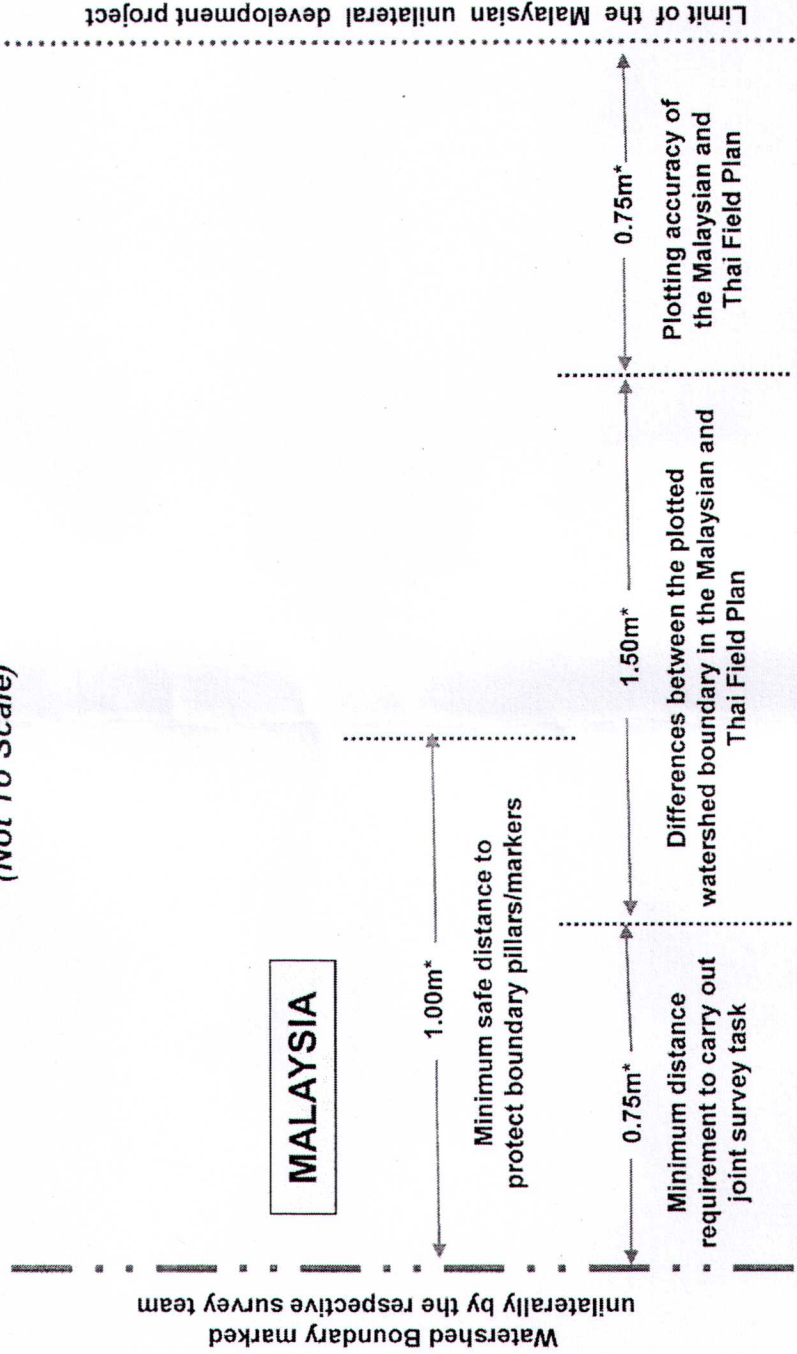 (Not To Scale)
Watershed Boundary marked
unilaterally by the respective survey team
MALAYSIA
1.00m*
Minimum safe distance to
protect boundary pillars/markers
0.75m*
Minimum distance
requirement to carry out
joint survey task
1.50m*
Differences between the plotted
watershed boundary in the Malaysian and
Thai Field Plan
0.75m*
Plotting accuracy of
the Malaysian and
Thai Field Plan
Limit of the Malaysian unilateral development project